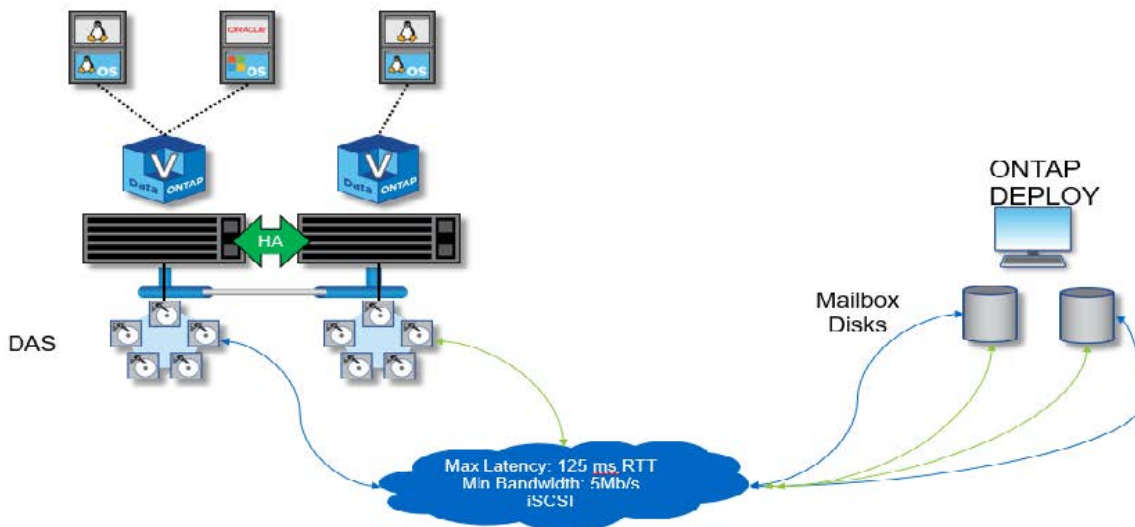 ORACLE
OS
OS
OS
V
Data ONTAP
V
Data ONTAP
HA
ONTAP
DEPLOY
Mailbox
Disks
DAS
Max Latency: 125 ms RTT
Min Bandwidth: 5Mb/s
iSCSI